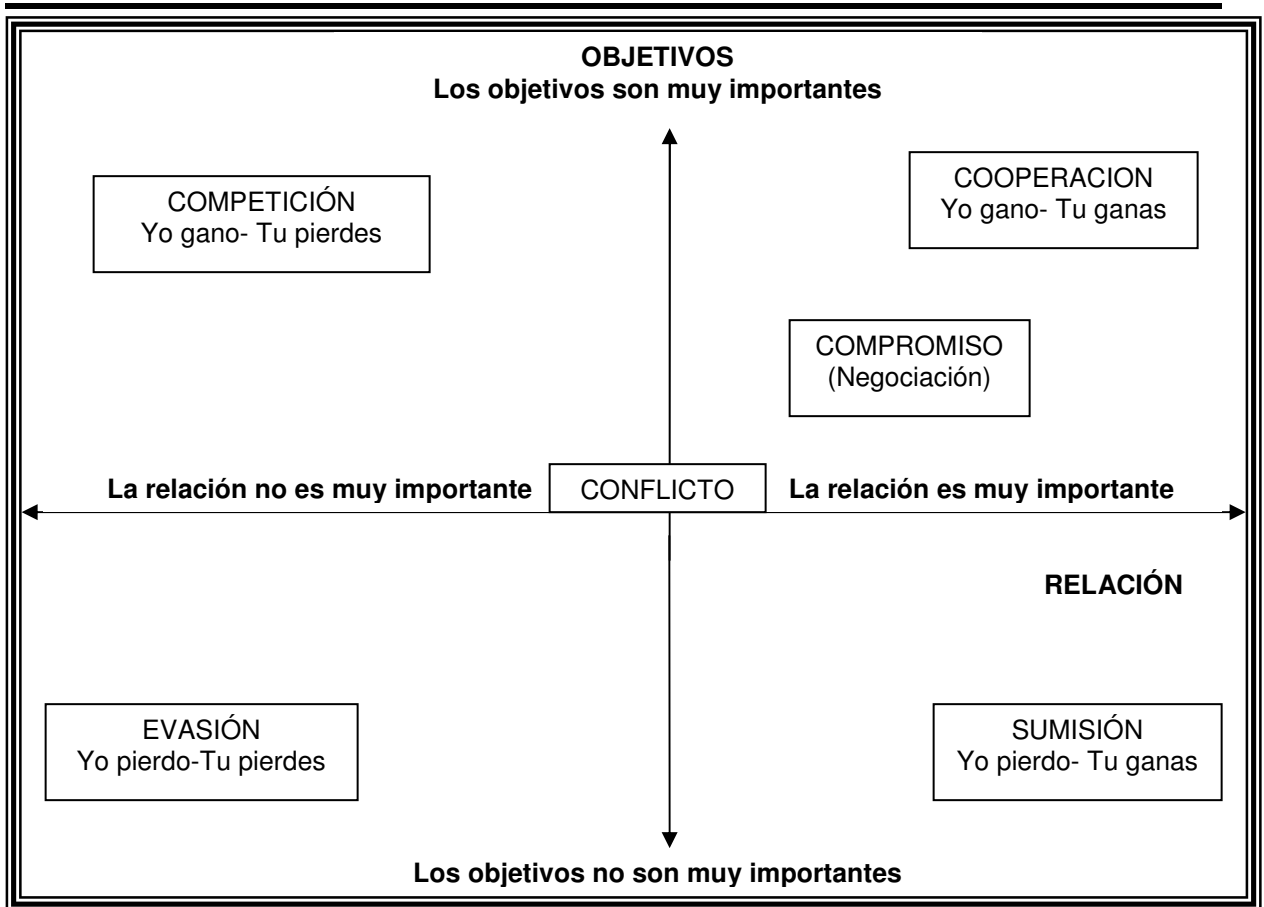 OBJETIVOS
Los objetivos son muy importantes
COMPETICIÓN
Yo gano- Tu pierdes
COOPERACION
Yo gano- Tu ganas
COMPROMISO
(Negociación)
La relación no es muy importante
CONFLICTO
La relación es muy importante
RELACIÓN
EVASIÓN
Yo pierdo-Tu pierdes
SUMISIÓN
Yo pierdo- Tu ganas
Los objetivos no son muy importantes